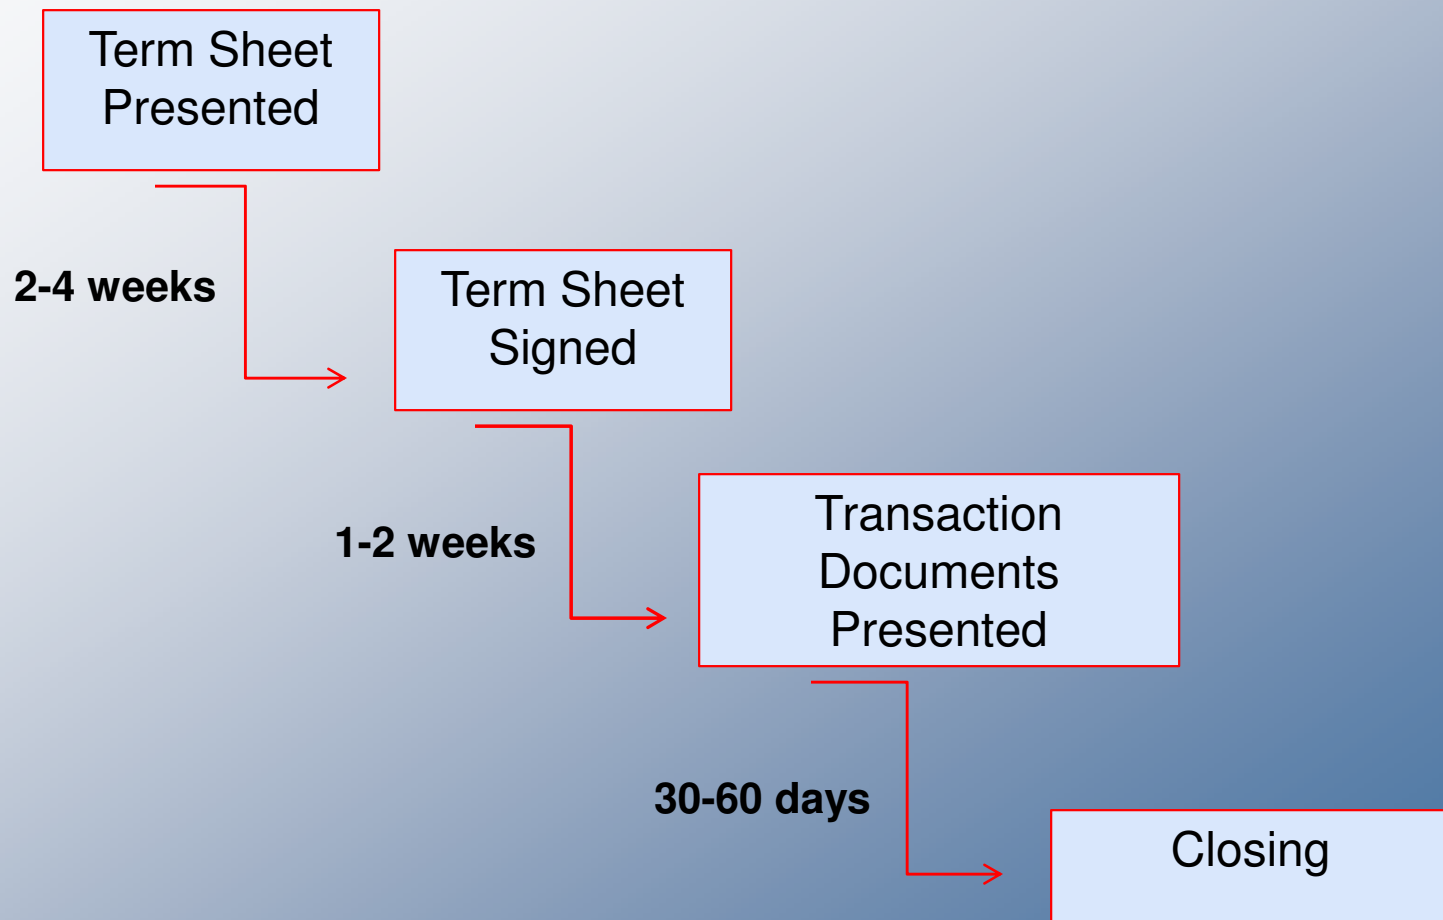 Term Sheet
Presented
2-4 weeks
Term Sheet
Signed
1-2 weeks
Transaction
Documents
Presented
30-60 days
Closing